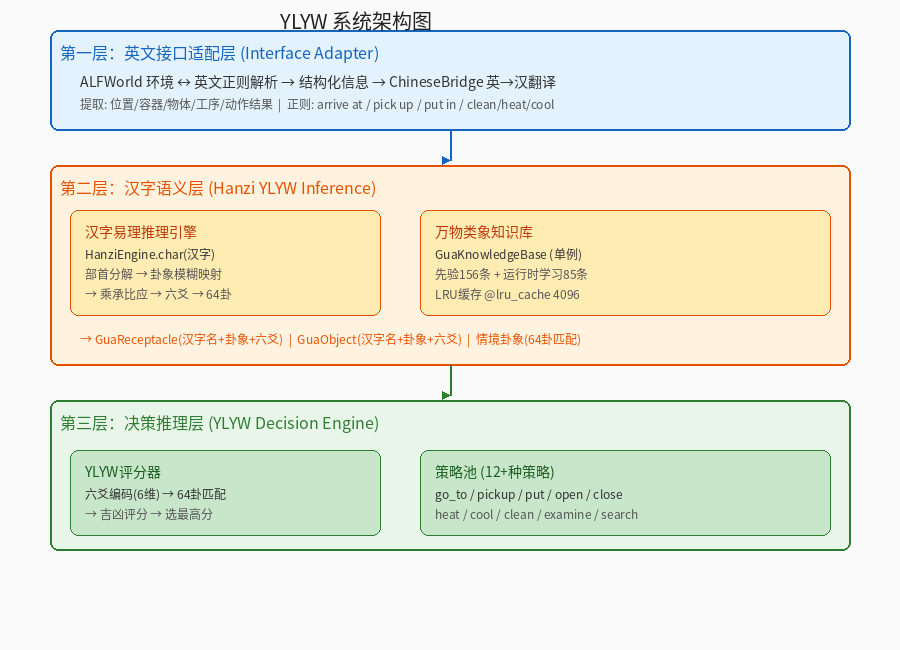 YLYW 系统架构图
第一层：英文接口适配层 (Interface Adapter)
ALFWorld 环境 ↔ 英文正则解析 → 结构化信息 → ChineseBridge 英→汉翻译
提取: 位置/容器/物体/工序/动作结果 | 正则: arrive at / pick up / put in / clean/heat/cool
第二层：汉字语义层 (Hanzi YLYW Inference)
汉字易理推理引擎
HanziEngine.char(汉字)
部首分解 → 卦象模糊映射
→ 乘承比应 → 六爻 → 64卦
万物类象知识库
GuaKnowledgeBase (单例)
先验156条 + 运行时学习85条
LRU缓存 @lru_cache 4096
→ GuaReceptacle(汉字名+卦象+六爻) | GuaObject(汉字名+卦象+六爻) | 情境卦象(64卦匹配)
第三层：决策推理层 (YLYW Decision Engine)
YLYW评分器
六爻编码(6维) → 64卦匹配
→ 吉凶评分 → 选最高分
策略池 (12+种策略)
go_to / pickup / put / open / close
heat / cool / clean / examine / search